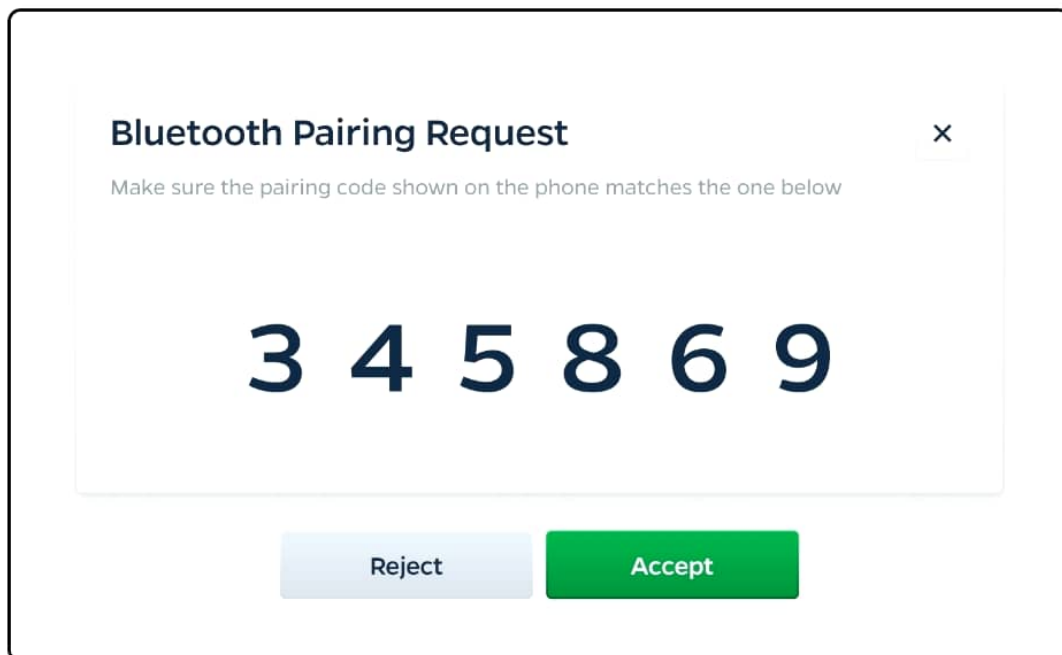 Bluetooth Pairing Request
×
Make sure the pairing code shown on the phone matches the one below
3 4 5 8 6 9
Reject
Accept